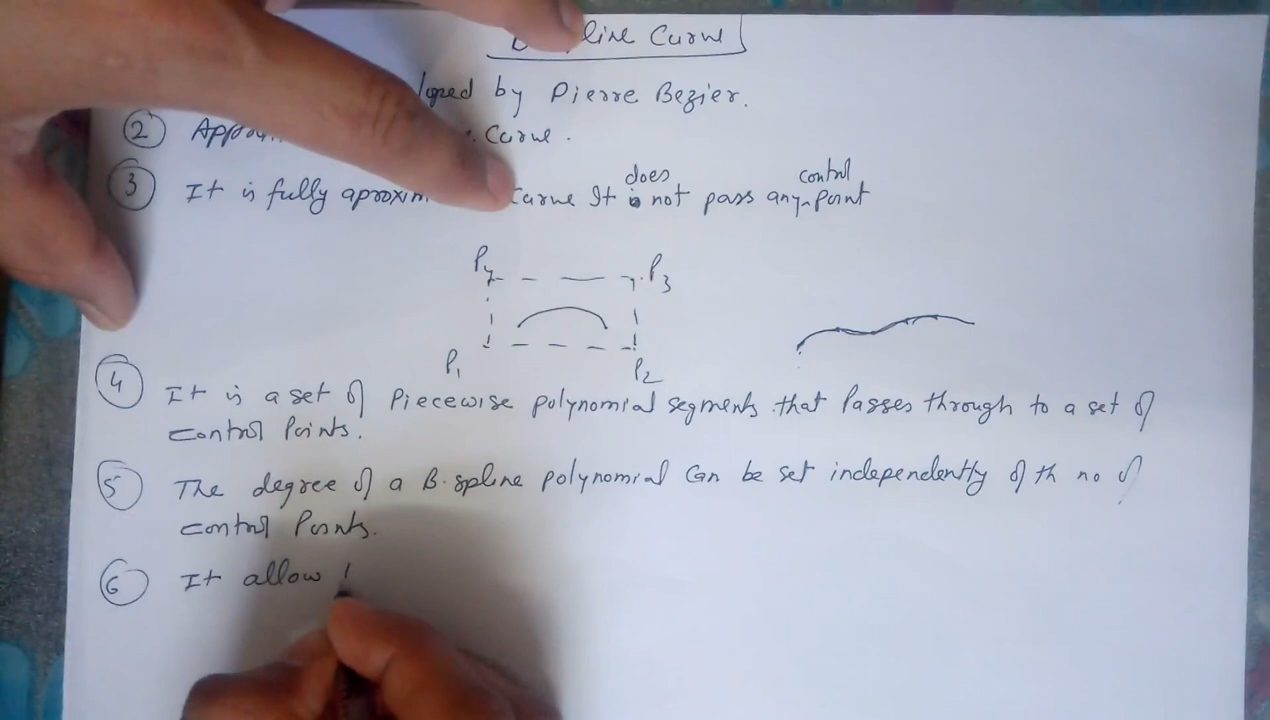 line Curve
loped by Pierre Bezier.
② Curve.
③ It is fully Curve It does not pass any control point
P4 P3
P1 P2
④ It is a set of Piecewise polynomial segments that Passes through to a set of
control Points.
⑤ The degree of a B.spline polynomial Can be set independently of th no of
control Points.
⑥ It allow